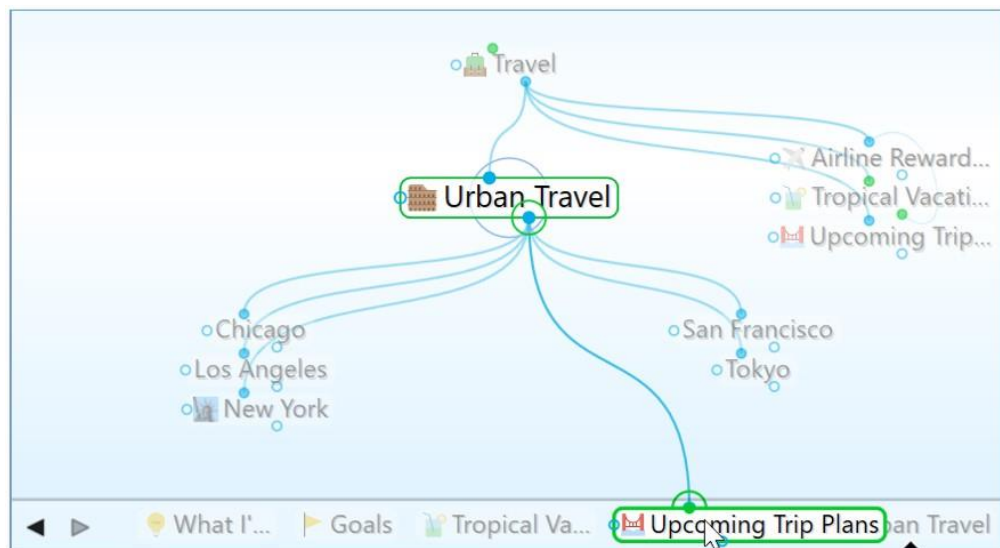 Travel
Airline Reward...
Urban Travel
Tropical Vacati...
Upcoming Trip...
Chicago
San Francisco
Los Angeles
Tokyo
New York
What I'... Goals Tropical Va... Upcoming Trip Plans ban Travel